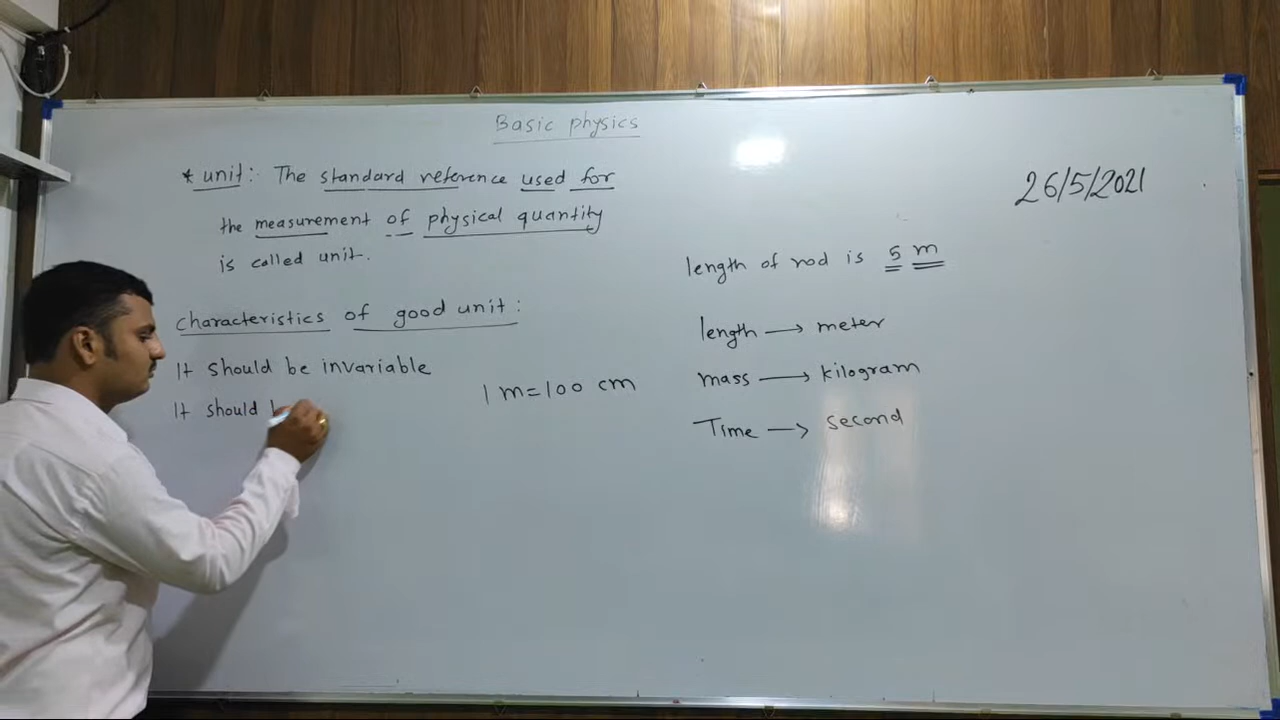 Basic physics
* unit: The standard reference used for
the measurement of physical quantity
is called unit.
characteristics of good unit:
It should be invariable
It should b
1 m=100 cm
26/5/2021
length of rod is 5 m
length → meter
mass → kilogram
Time → second